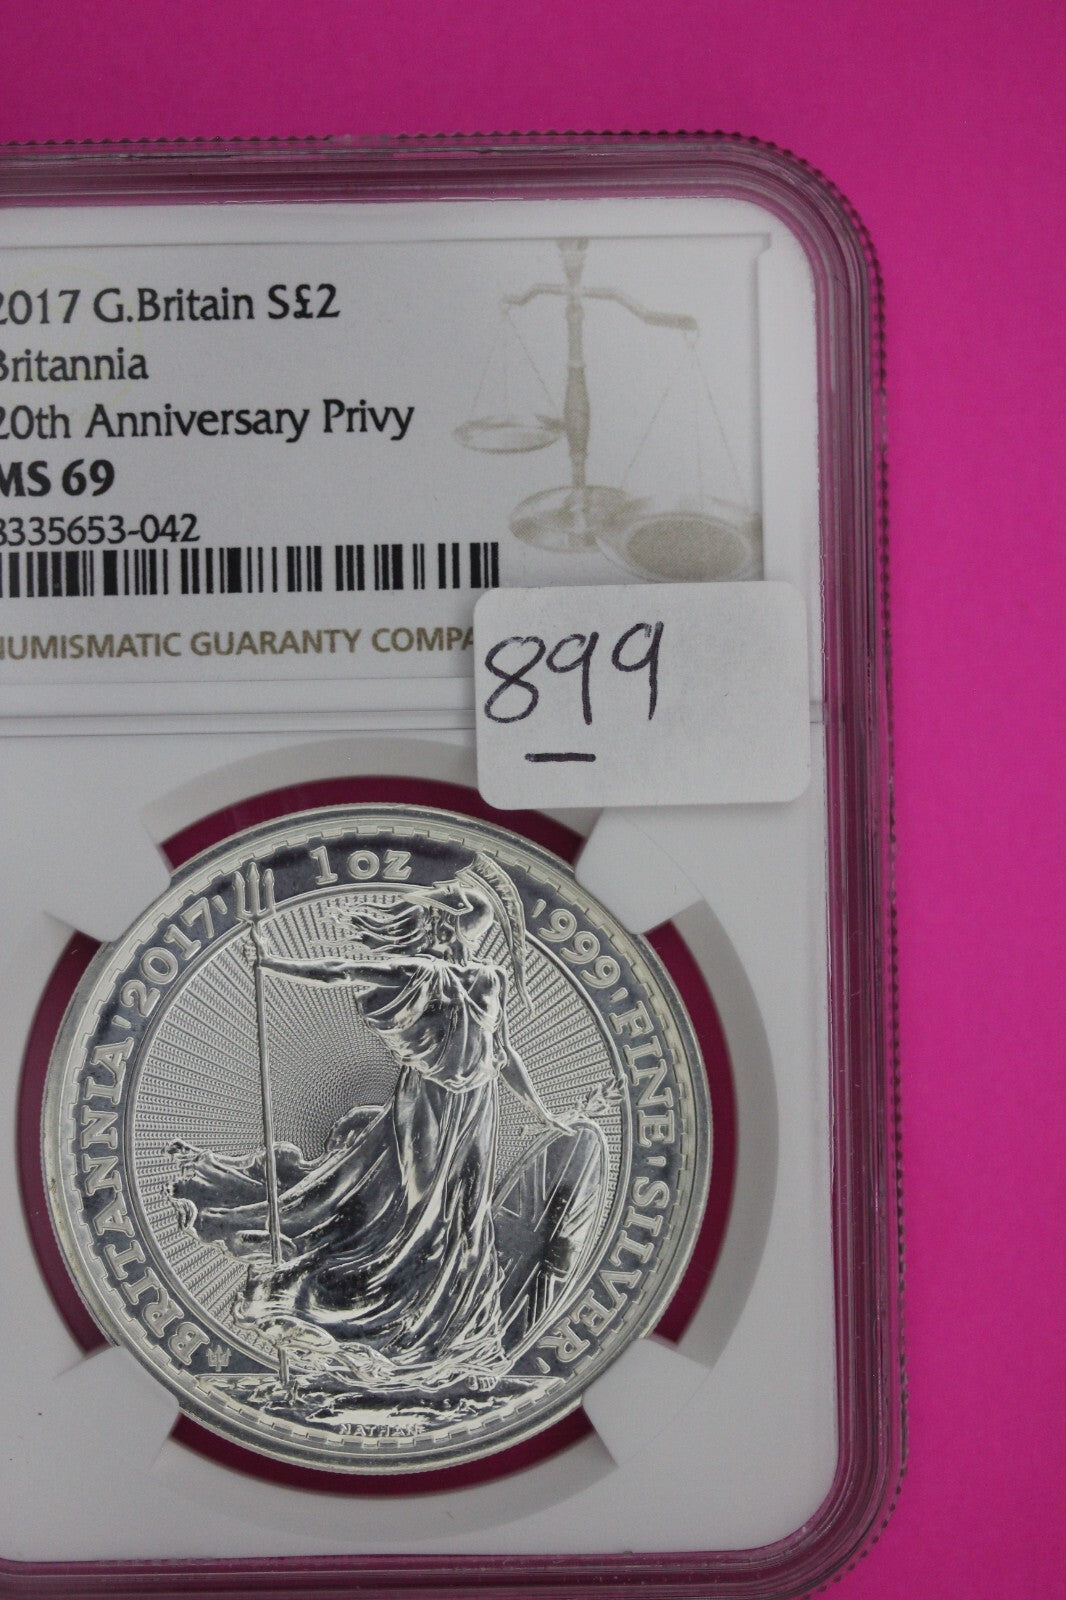 2017 G.Britain S£2
Britannia
20th Anniversary Privy
MS 69
8335653-042
NUMISMATIC GUARANTY COMPA
899
BRITANNIA ' 2017 ' 1 oz ' 999 ' FINE ' SILVER '
NATHAN